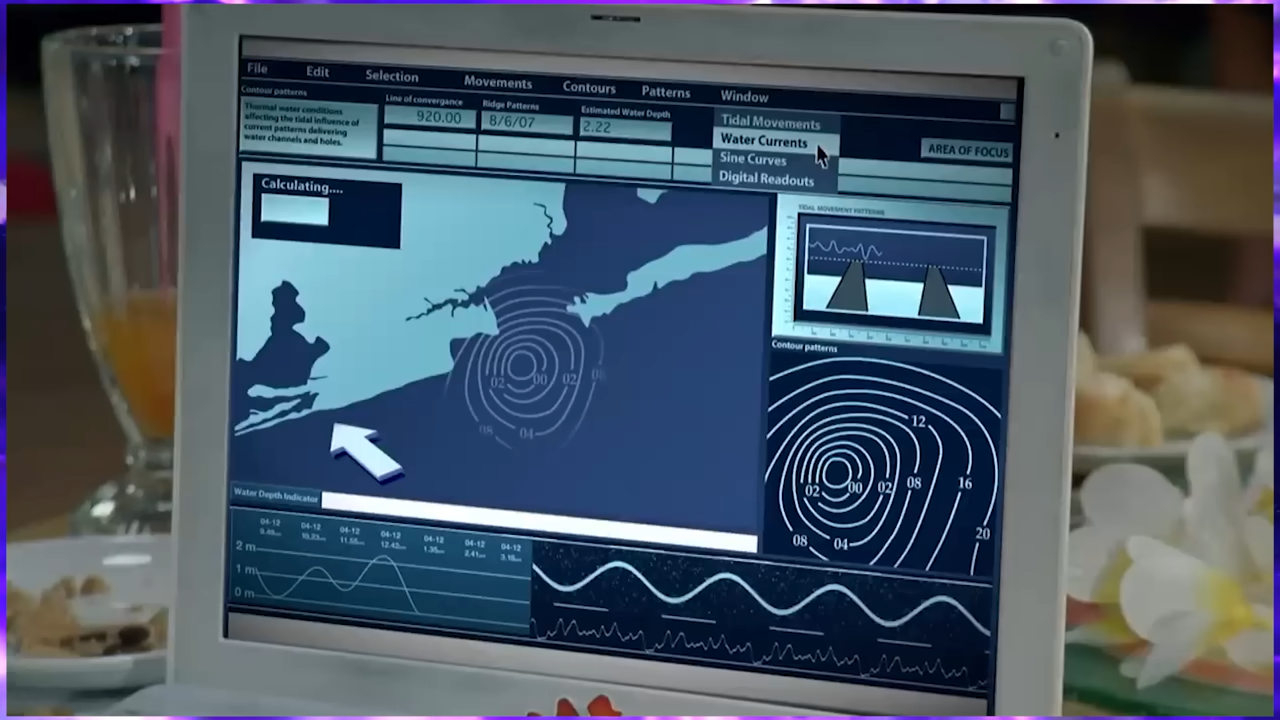 File Edit Selection Movements Contours Patterns Window
Contour patterns
Thermal water conditions
affecting the tidal influence of
current patterns delivering
water channels and holes.
Line of convergance
920.00
Ridge Patterns
8/6/07
Estimated Water Depth
2.22
Tidal Movements
Water Currents
Sine Curves
Digital Readouts
AREA OF FOCUS
Calculating....
TIDAL MOVEMENT PATTERNS
02 00 02 08
08 04
Contour patterns
12
02 00 02 08 16
08 04 20
Water Depth Indicator
04-12 04-12 04-12 04-12 04-12 04-12 04-12
2 m
1 m
0 m